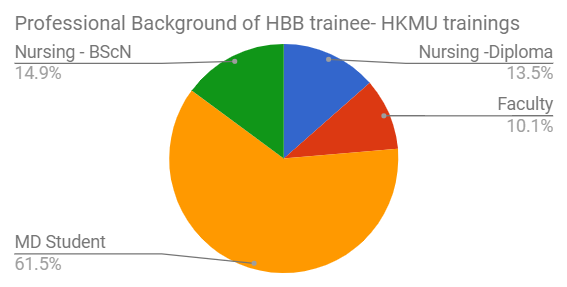 Professional Background of HBB trainee- HKMU trainings
Nursing - BScN
14.9%
Nursing -Diploma
13.5%
Faculty
10.1%
MD Student
61.5%